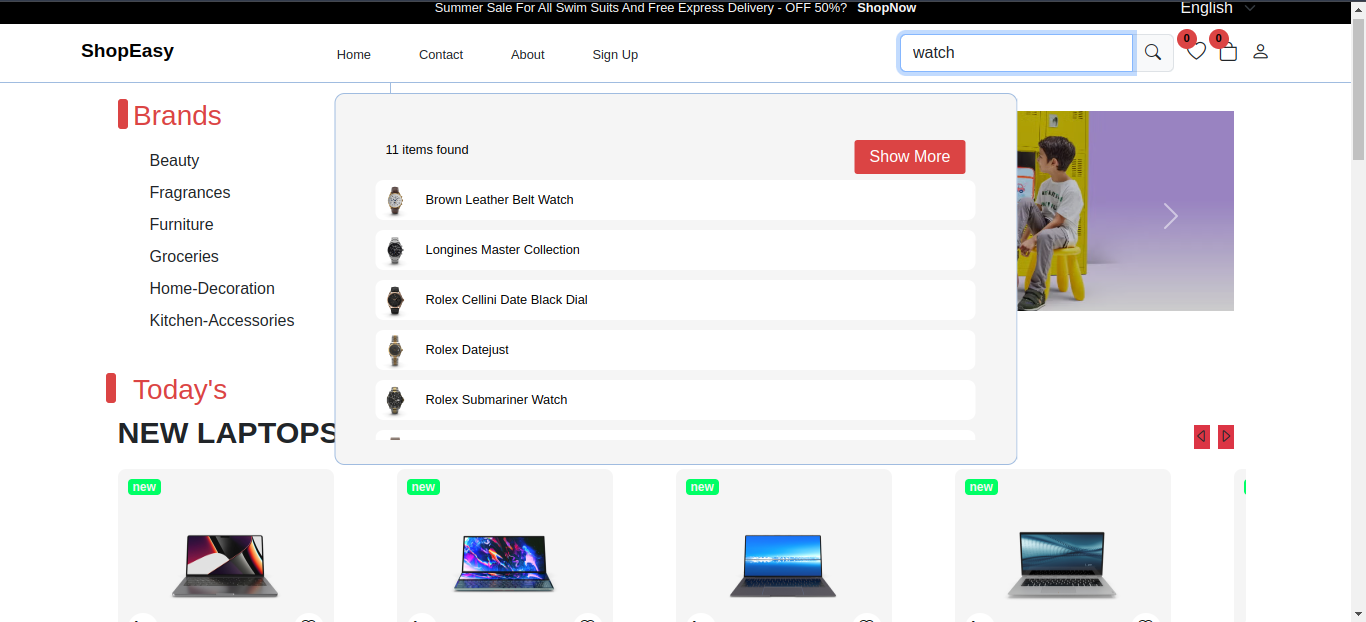 Summer Sale For All Swim Suits And Free Express Delivery - OFF 50%? ShopNow
English
ShopEasy
Home
Contact
About
Sign Up
watch
0
0
Brands
Beauty
Fragrances
Furniture
Groceries
Home-Decoration
Kitchen-Accessories
11 items found
Show More
Brown Leather Belt Watch
Longines Master Collection
Rolex Cellini Date Black Dial
Rolex Datejust
Rolex Submariner Watch
Today's
NEW LAPTOPS
new
new
new
new